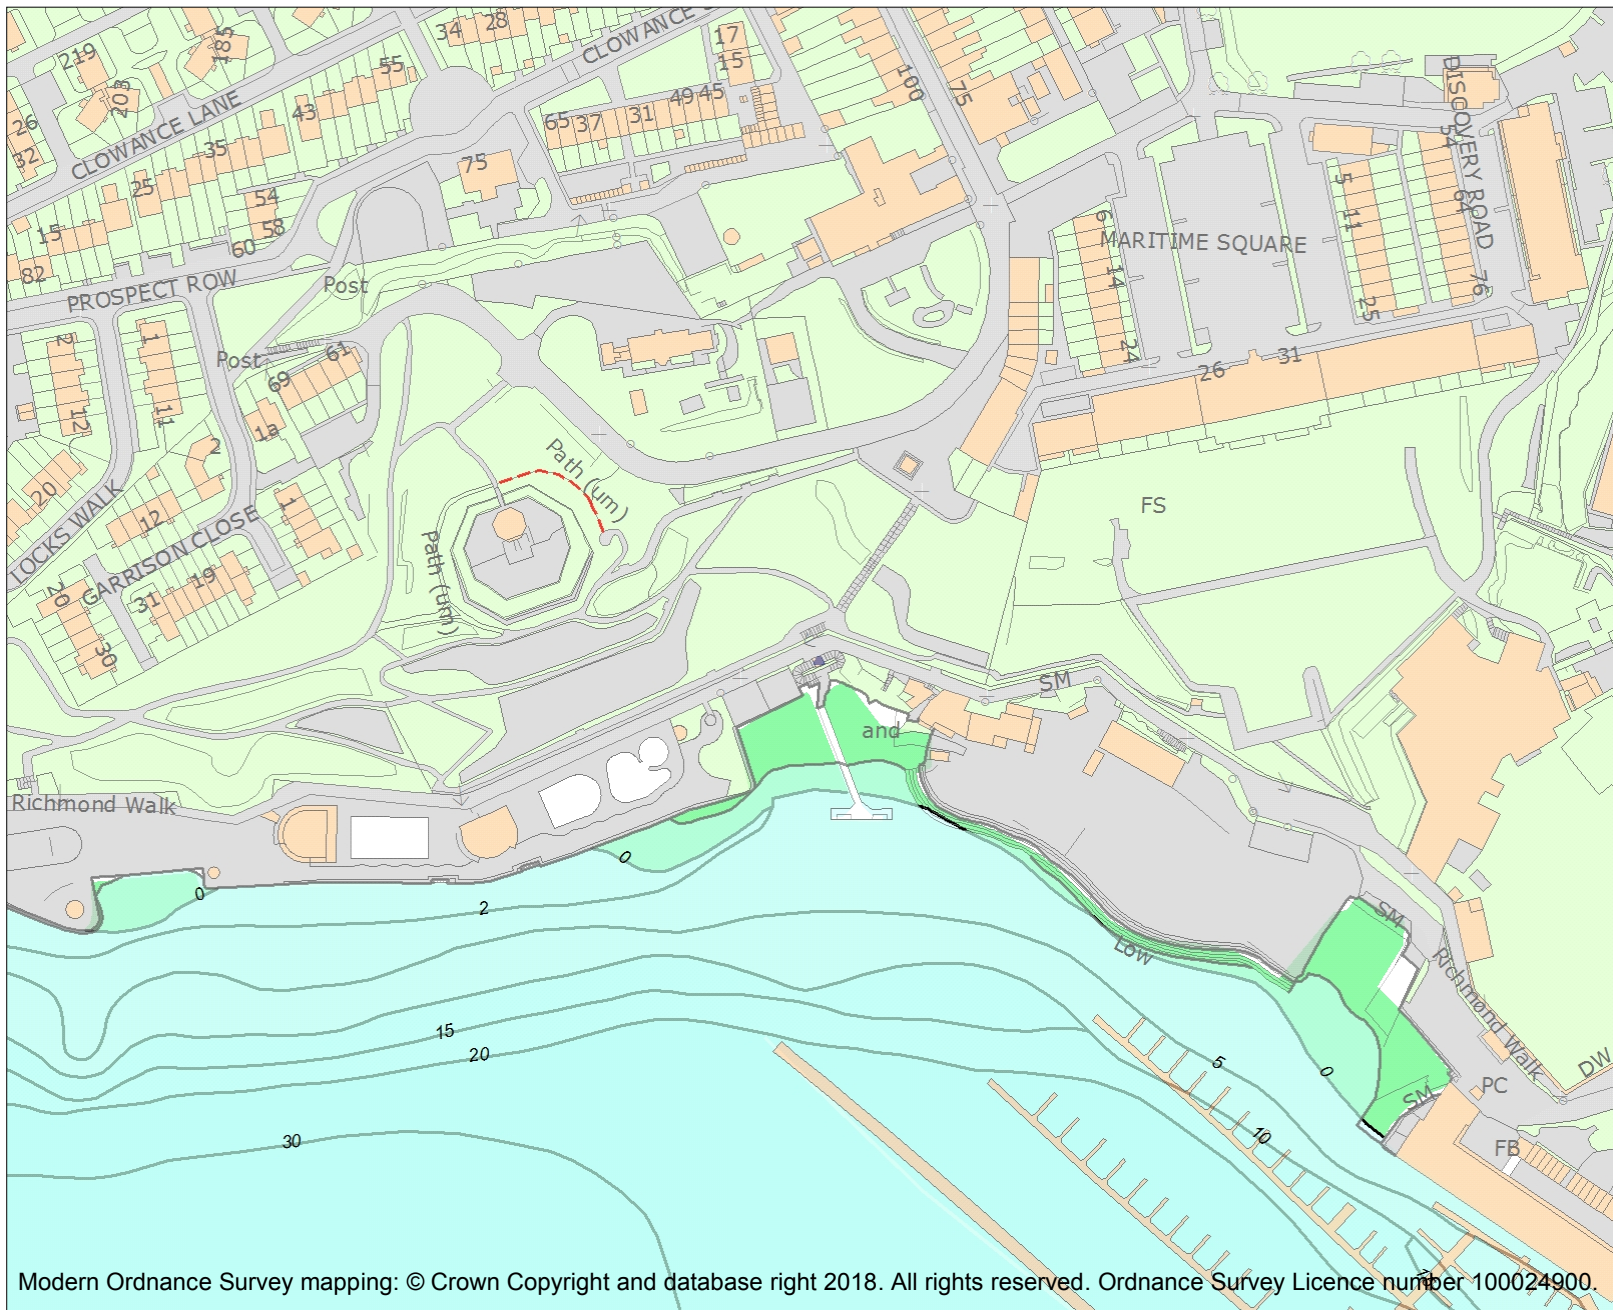 CLOWANCE S
34
28
17
15
219
185
203
55
43
26
32
CLOWANCE LANE
35
25
65
37
31
49
45
100
75
DISCOVERY ROAD
54
64
76
75
54
58
60
15
82
PROSPECT ROW
Post
Post
5
11
25
6
14
24
MARITIME SQUARE
26
31
2
12
1
11
61
69
1a
2
20
12
1
LOCKS WALK
GARRISON CLOSE
19
31
26
30
Path (um)
Path (um)
FS
SM
and
Richmond Walk
0
0
2
Low
SM
Richmond Walk
15
20
30
5
0
10
SM
PC
DW
FB
Modern Ordnance Survey mapping: © Crown Copyright and database right 2018. All rights reserved. Ordnance Survey Licence number 100024900.